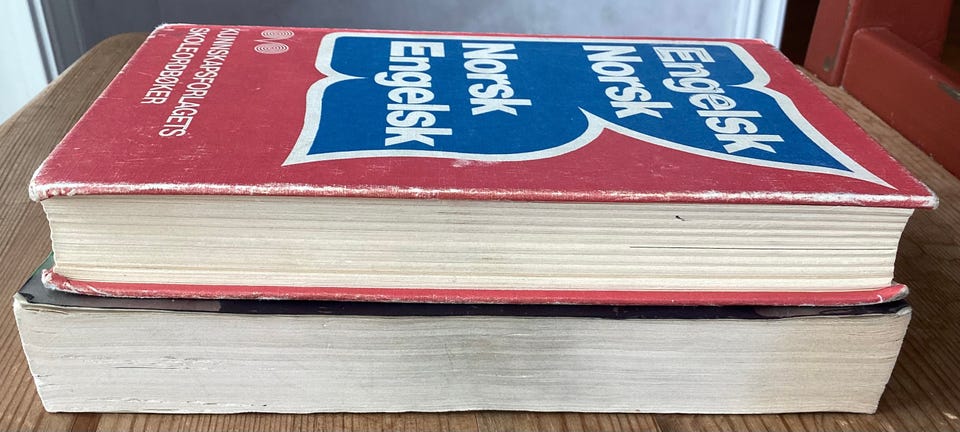 Engelsk
Norsk
Norsk
Engelsk
KUNNSKAPSFORLAGETS
SKOLEORDBØKER